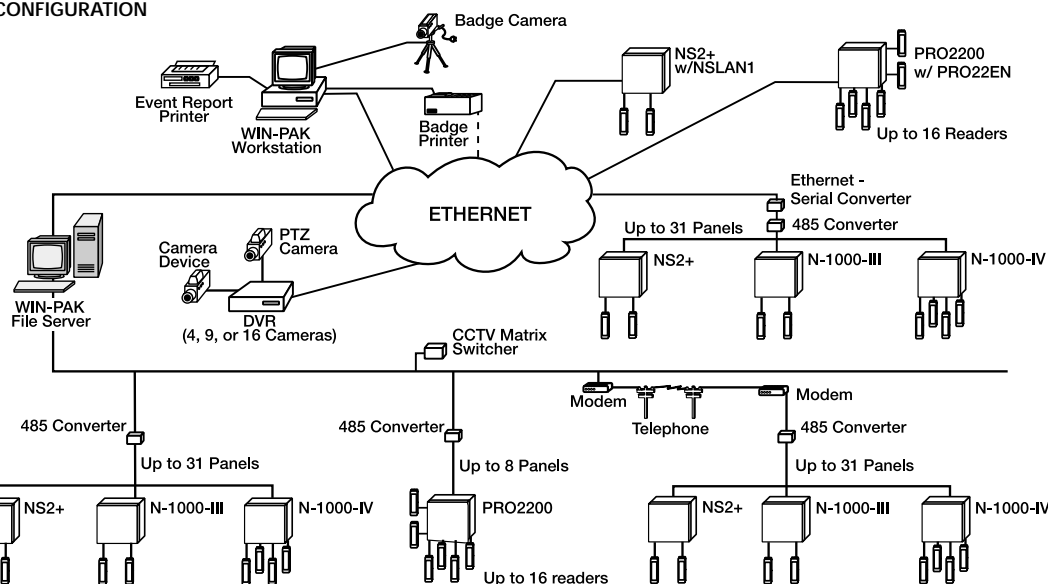 CONFIGURATION
Badge Camera
Event Report
Printer
WIN-PAK
Workstation
Badge
Printer
NS2+
w/NSLAN1
PRO2200
w/ PRO22EN
Up to 16 Readers
ETHERNET
Ethernet -
Serial Converter
485 Converter
Up to 31 Panels
NS2+
N-1000-III
N-1000-IV
WIN-PAK
File Server
Camera
Device
PTZ
Camera
DVR
(4, 9, or 16 Cameras)
CCTV Matrix
Switcher
Modem
Telephone
Modem
485 Converter
Up to 31 Panels
NS2+
N-1000-III
N-1000-IV
485 Converter
Up to 8 Panels
PRO2200
Up to 16 readers
485 Converter
Up to 31 Panels
NS2+
N-1000-III
N-1000-IV